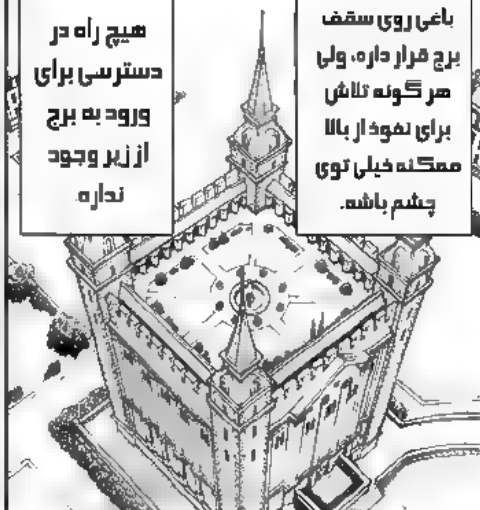 باغی روی سقف
برج قرار داره، ولی
هر گونه تلاش
برای نفوذ از بالا
ممکنه خیلی توی
چشم باشه.
هیچ راه در
دسترسی برای
ورود به برج
از زیر وجود
نداره.